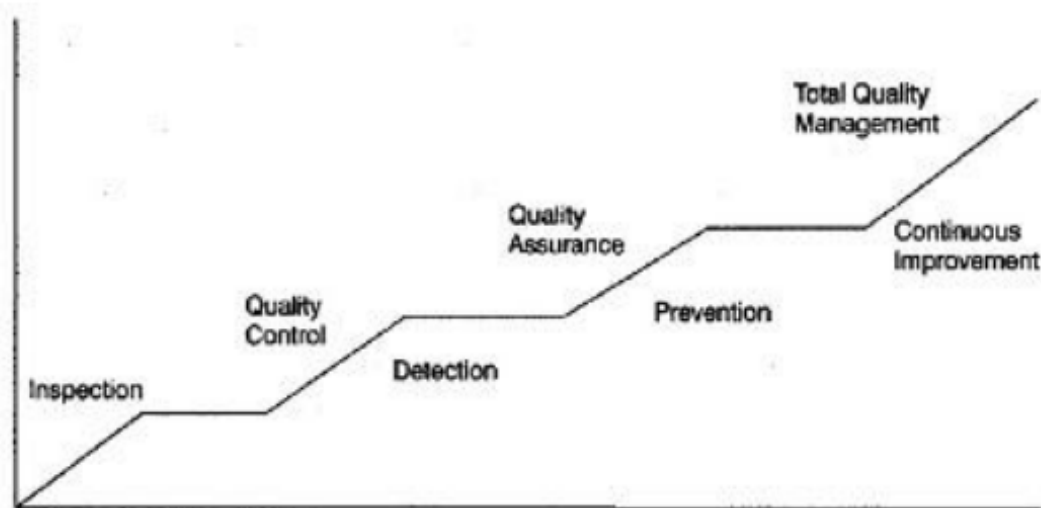 Total Quality
Management
Quality
Assurance
Continuous
Improvement
Quality
Control
Prevention
Detection
Inspection